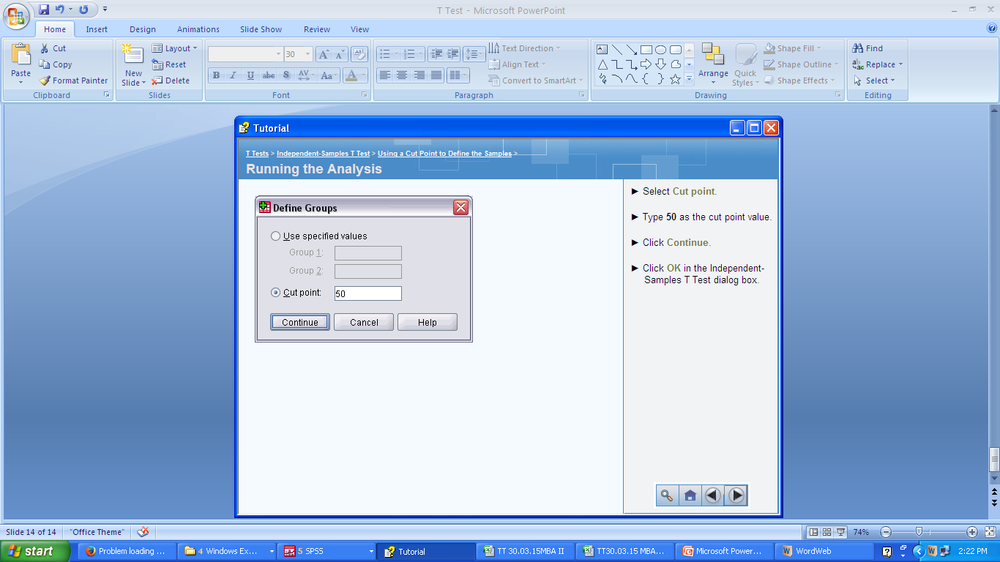 T Test - Microsoft PowerPoint
Home Insert Design Animations Slide Show Review View
Paste
Cut
Copy
Format Painter
Clipboard
New Slide
Layout
Reset
Delete
Slides
30
B I U abc S AV Aa A
Font
Text Direction
Align Text
Convert to SmartArt
Paragraph
Arrange
Quick Styles
Shape Fill
Shape Outline
Shape Effects
Drawing
Find
Replace
Select
Editing
Tutorial
T Tests > Independent-Samples T Test > Using a Cut Point to Define the Samples >
Running the Analysis
Define Groups
Use specified values
Group 1:
Group 2:
Cut point: 50
Continue Cancel Help
► Select Cut point.
► Type 50 as the cut point value.
► Click Continue.
► Click OK in the Independent-
Samples T Test dialog box.
Slide 14 of 14 "Office Theme" 74%
start Problem loading ... 4 Windows Ex... 5 SPSS Tutorial TT 30.03.15MBA II TT30.03.15 MBA... Microsoft Power... WordWeb 2:22 PM